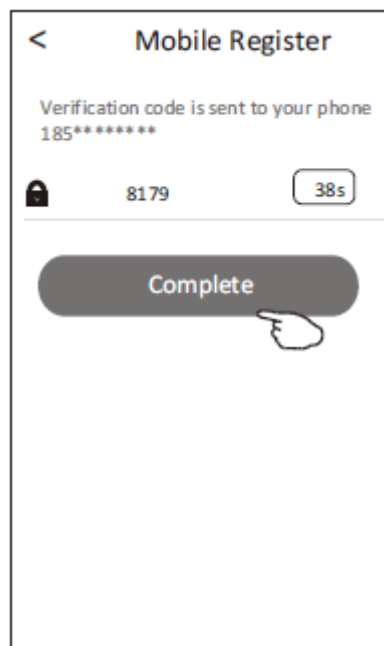 < Mobile Register
Verification code is sent to your phone
185********
8179 38s
Complete